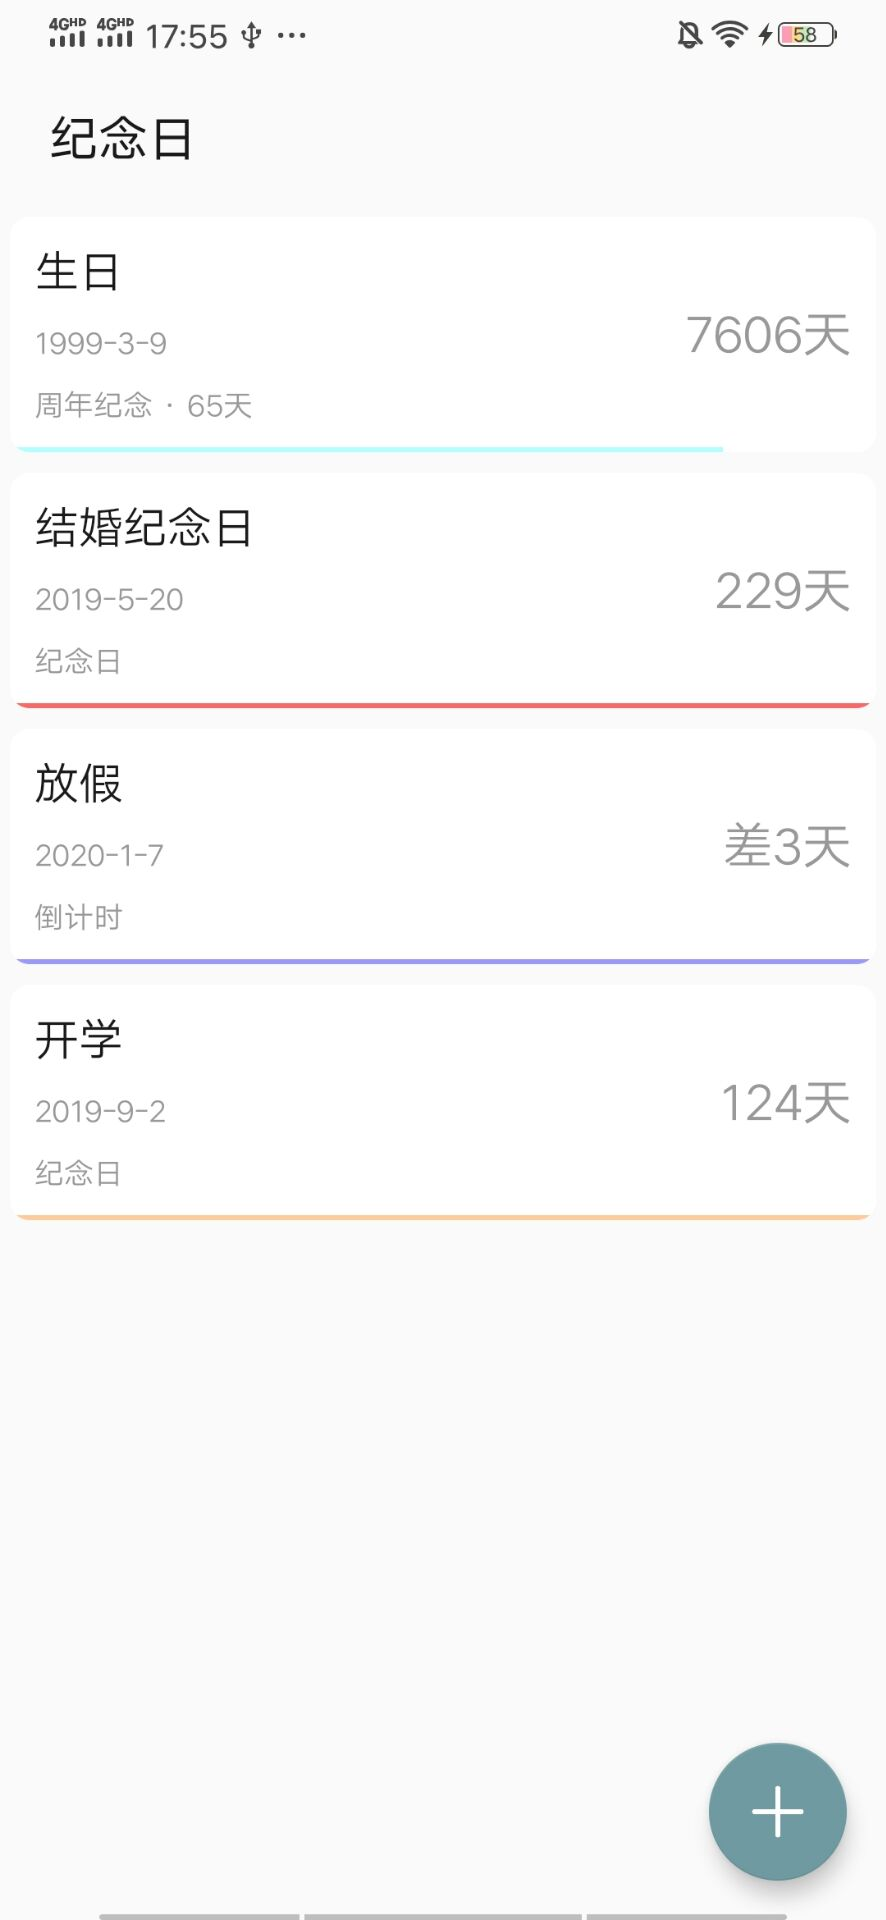 4GHD 4GHD 17:55 ··· 58
纪念日
生日
1999-3-9
7606天
周年纪念 · 65天
结婚纪念日
2019-5-20
229天
纪念日
放假
2020-1-7
差3天
倒计时
开学
2019-9-2
124天
纪念日